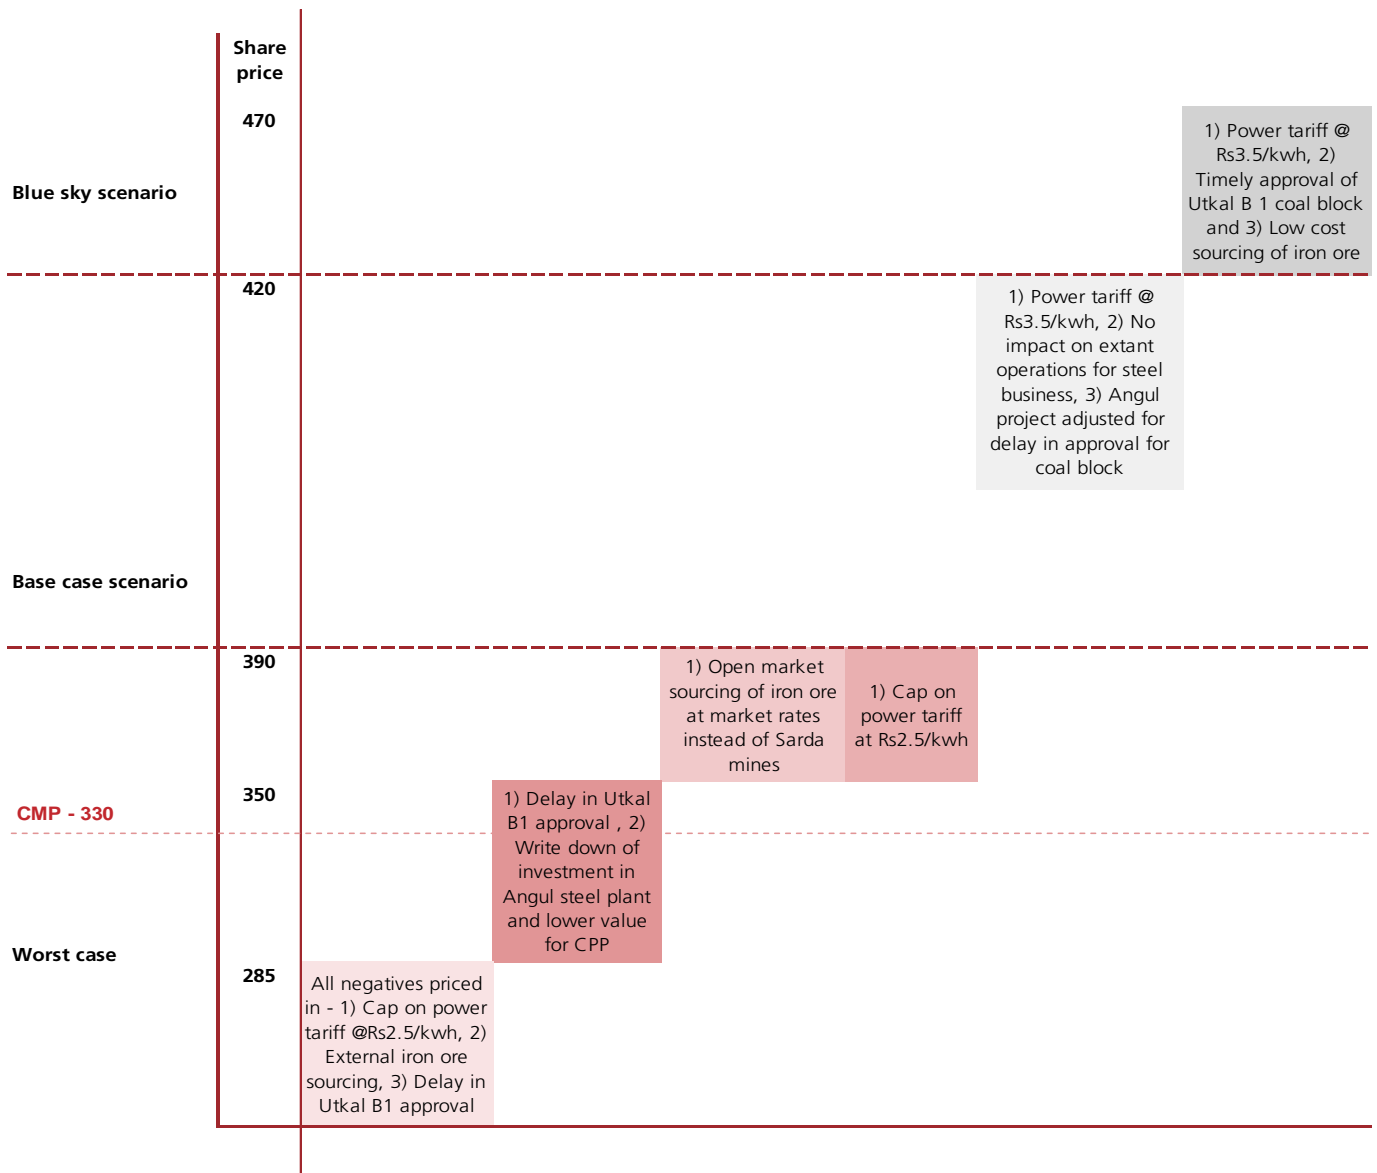 Share
price
470
1) Power tariff @
Rs3.5/kwh, 2)
Timely approval of
Utkal B 1 coal block
and 3) Low cost
sourcing of iron ore
Blue sky scenario
420
1) Power tariff @
Rs3.5/kwh, 2) No
impact on extant
operations for steel
business, 3) Angul
project adjusted for
delay in approval for
coal block
Base case scenario
390
1) Open market
sourcing of iron ore
at market rates
instead of Sarda
mines
1) Cap on
power tariff
at Rs2.5/kwh
350
CMP - 330
1) Delay in Utkal
B1 approval , 2)
Write down of
investment in
Angul steel plant
and lower value
for CPP
Worst case
285
All negatives priced
in - 1) Cap on power
tariff @Rs2.5/kwh, 2)
External iron ore
sourcing, 3) Delay in
Utkal B1 approval